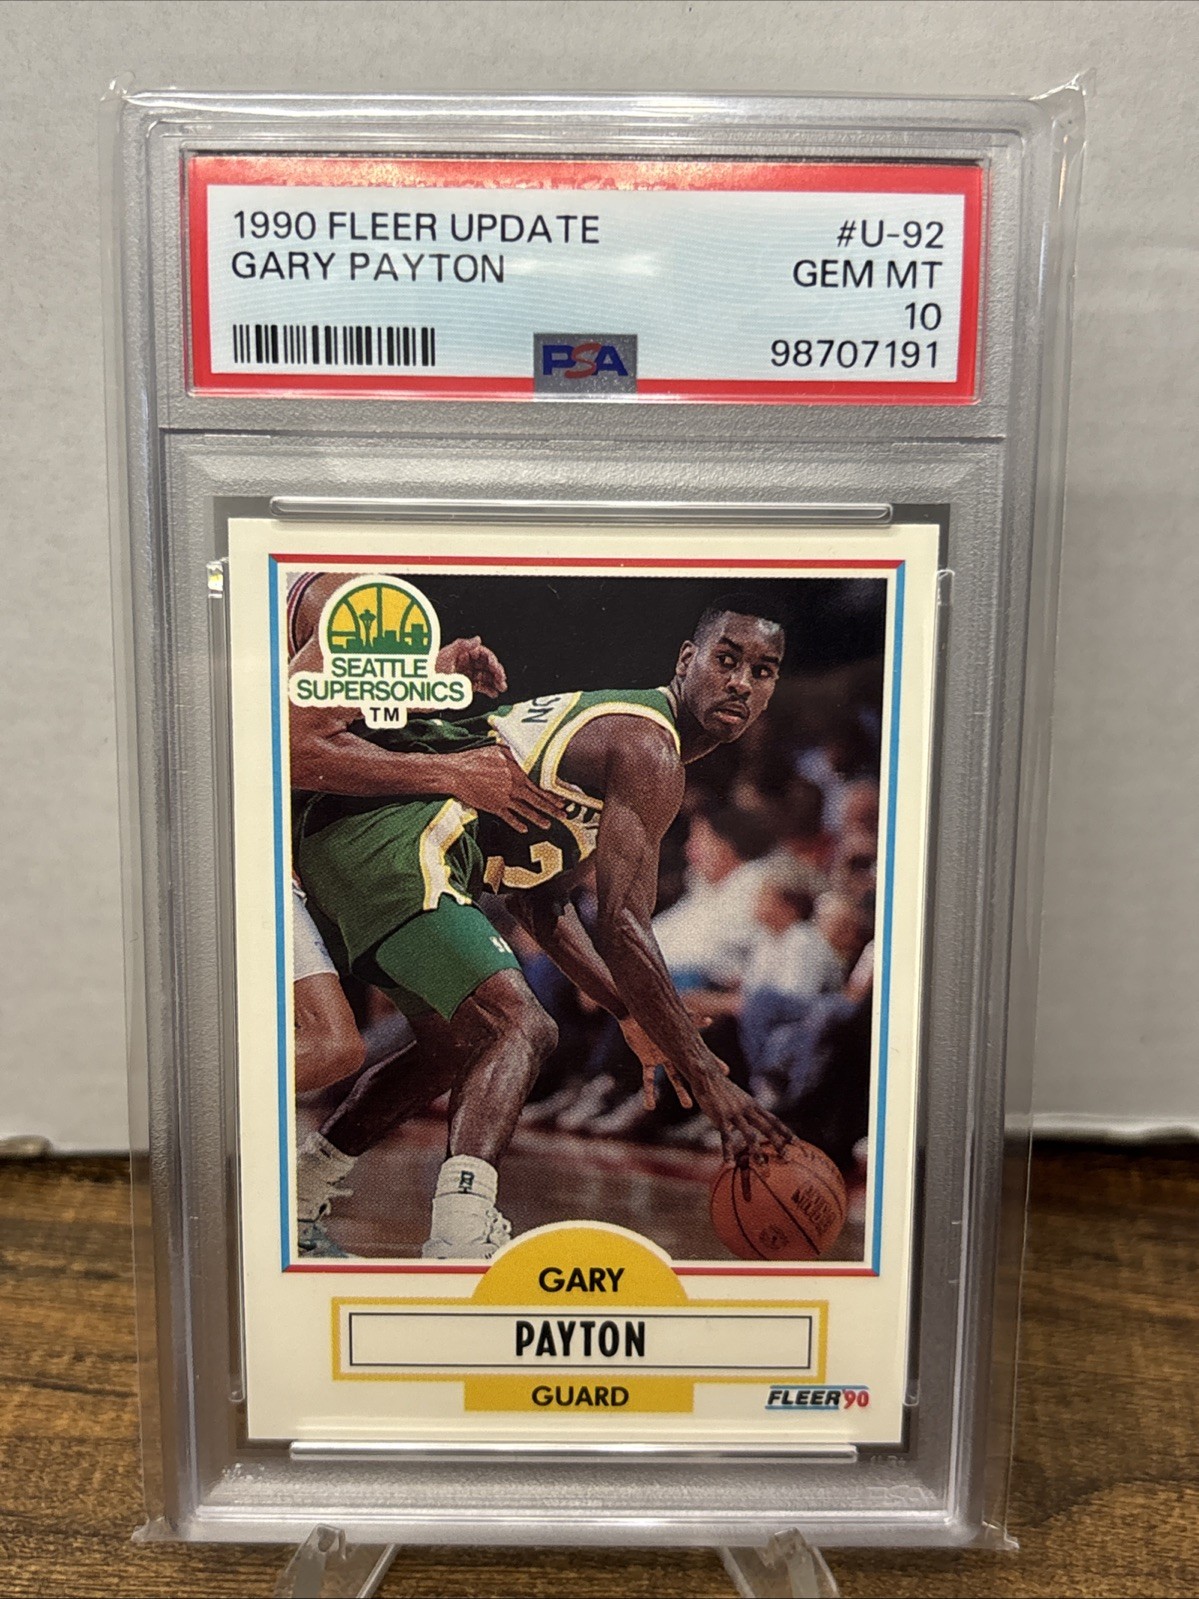 1990 FLEER UPDATE
GARY PAYTON
#U-92
GEM MT
10
98707191
PSA
SEATTLE
SUPERSONICS
TM
GARY
PAYTON
GUARD
FLEER '90